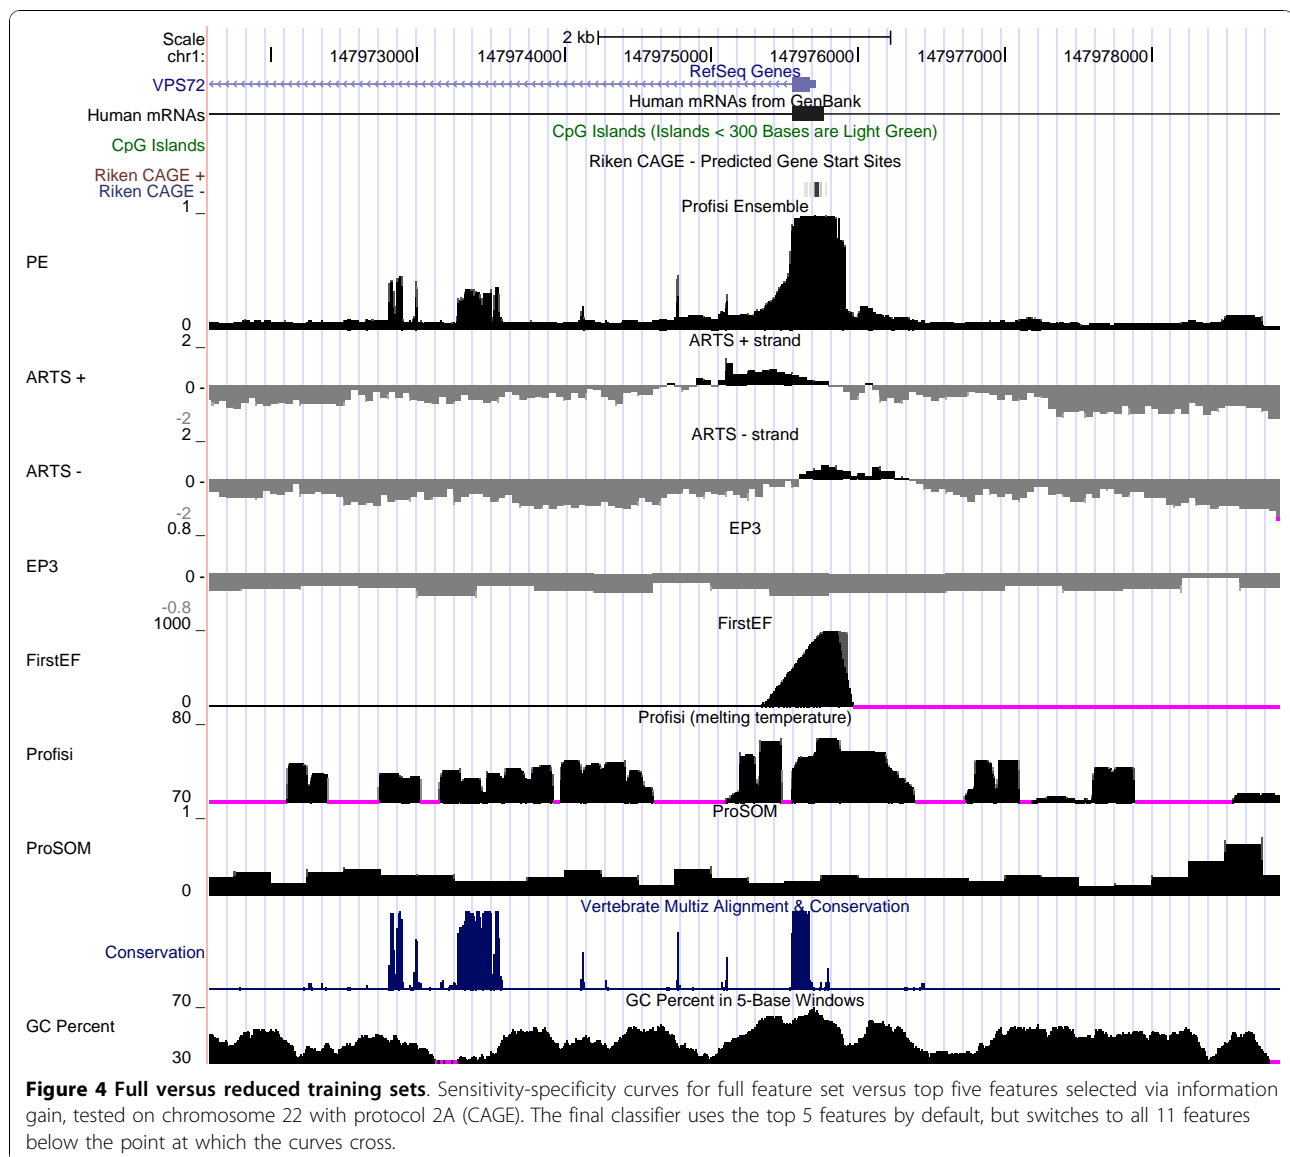 Scale
2 kb
chr1:
147973000
147974000
147975000
147976000
147977000
147978000
RefSeq Genes
VPS72
Human mRNAs from GenBank
Human mRNAs
CpG Islands (Islands < 300 Bases are Light Green)
CpG Islands
Riken CAGE - Predicted Gene Start Sites
Riken CAGE +
Riken CAGE -
Profisi Ensemble
1 _
PE
0
ARTS + strand
2 _
ARTS +
0 -
-2
ARTS - strand
2 _
ARTS -
0 -
-2
EP3
0.8 _
EP3
0 -
-0.8
FirstEF
1000 _
FirstEF
0
Profisi (melting temperature)
80 _
Profisi
70
ProSOM
1 _
ProSOM
0
Vertebrate Multiz Alignment & Conservation
Conservation
GC Percent in 5-Base Windows
70 _
GC Percent
30
Figure 4 Full versus reduced training sets. Sensitivity-specificity curves for full feature set versus top five features selected via information
gain, tested on chromosome 22 with protocol 2A (CAGE). The final classifier uses the top 5 features by default, but switches to all 11 features
below the point at which the curves cross.